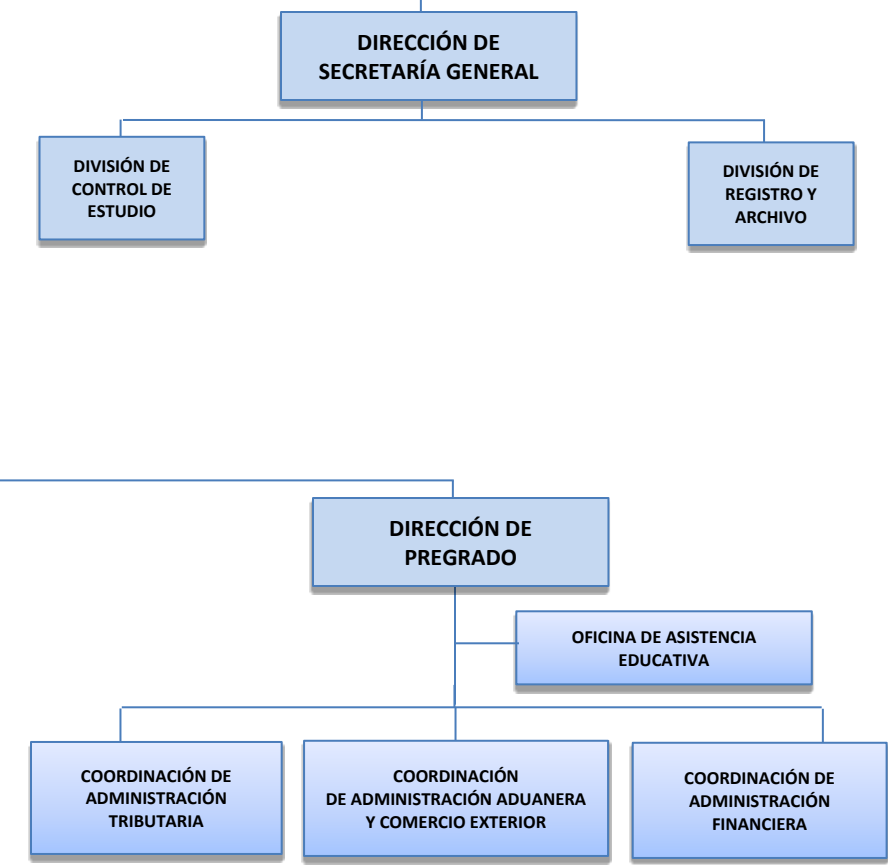 DIRECCIÓN DE
SECRETARÍA GENERAL
DIVISIÓN DE
CONTROL DE
ESTUDIO
DIVISIÓN DE
REGISTRO Y
ARCHIVO
DIRECCIÓN DE
PREGRADO
OFICINA DE ASISTENCIA
EDUCATIVA
COORDINACIÓN DE
ADMINISTRACIÓN
TRIBUTARIA
COORDINACIÓN
DE ADMINISTRACIÓN ADUANERA
Y COMERCIO EXTERIOR
COORDINACIÓN DE
ADMINISTRACIÓN
FINANCIERA